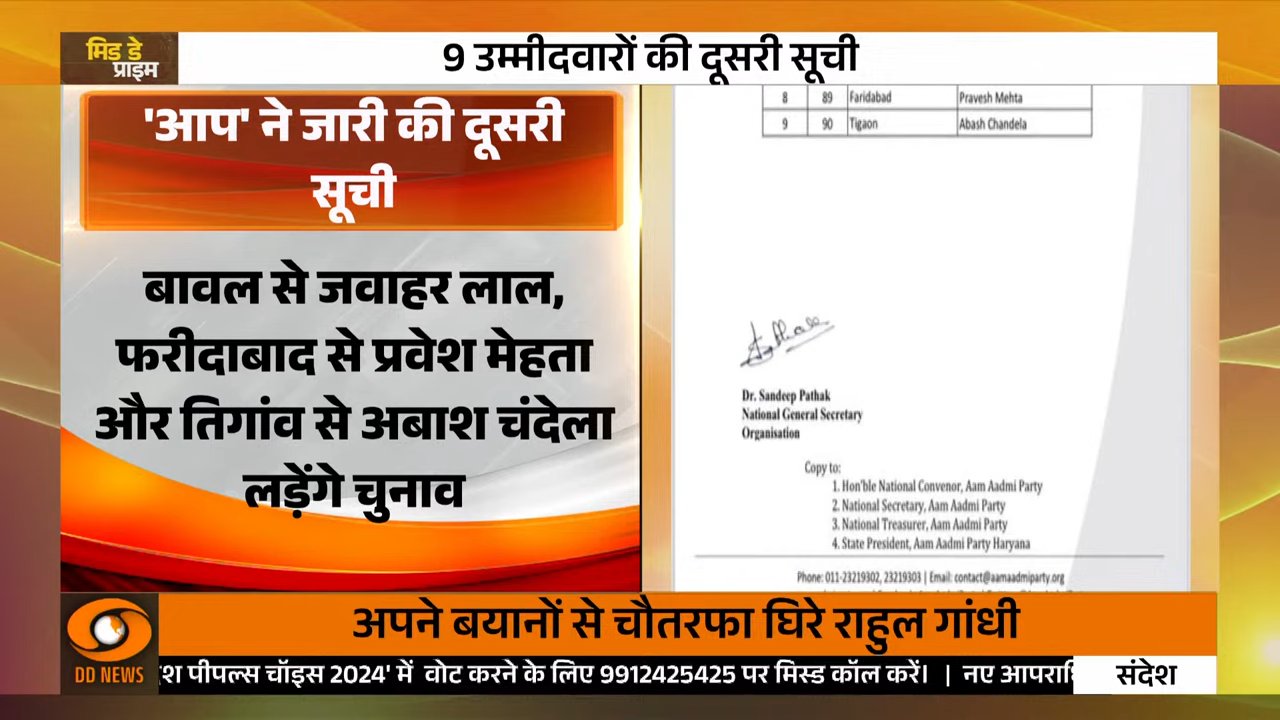 मिड डे
प्राइम
9 उम्मीदवारों की दूसरी सूची
'आप' ने जारी की दूसरी
सूची
बावल से जवाहर लाल,
फरीदाबाद से प्रवेश मेहता
और तिगांव से अबाश चंदेला
लड़ेंगे चुनाव
8 89 Faridabad Pravesh Mehta
9 90 Tigaon Abash Chandela
Dr. Sandeep Pathak
National General Secretary
Organisation
Copy to:
1. Hon'ble National Convenor, Aam Aadmi Party
2. National Secretary, Aam Aadmi Party
3. National Treasurer, Aam Aadmi Party
4. State President, Aam Aadmi Party Haryana
Phone: 011-23219302, 23219303 | Email: contact@aamaadmiparty.org
अपने बयानों से चौतरफा घिरे राहुल गांधी
DD NEWS
पीपल्स चॉइस 2024' में वोट करने के लिए 9912425425 पर मिस्ड कॉल करें। | नए
संदेश